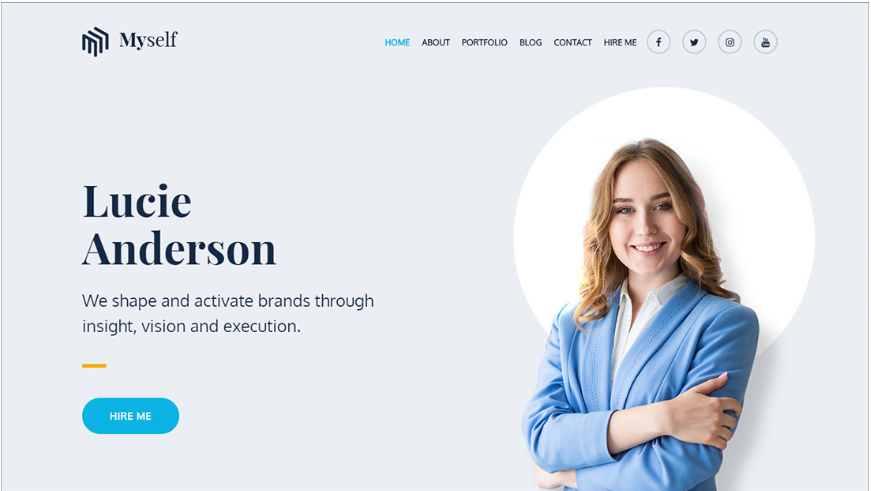 Myself
HOME ABOUT PORTFOLIO BLOG CONTACT HIRE ME
Lucie
Anderson
We shape and activate brands through
insight, vision and execution.
HIRE ME